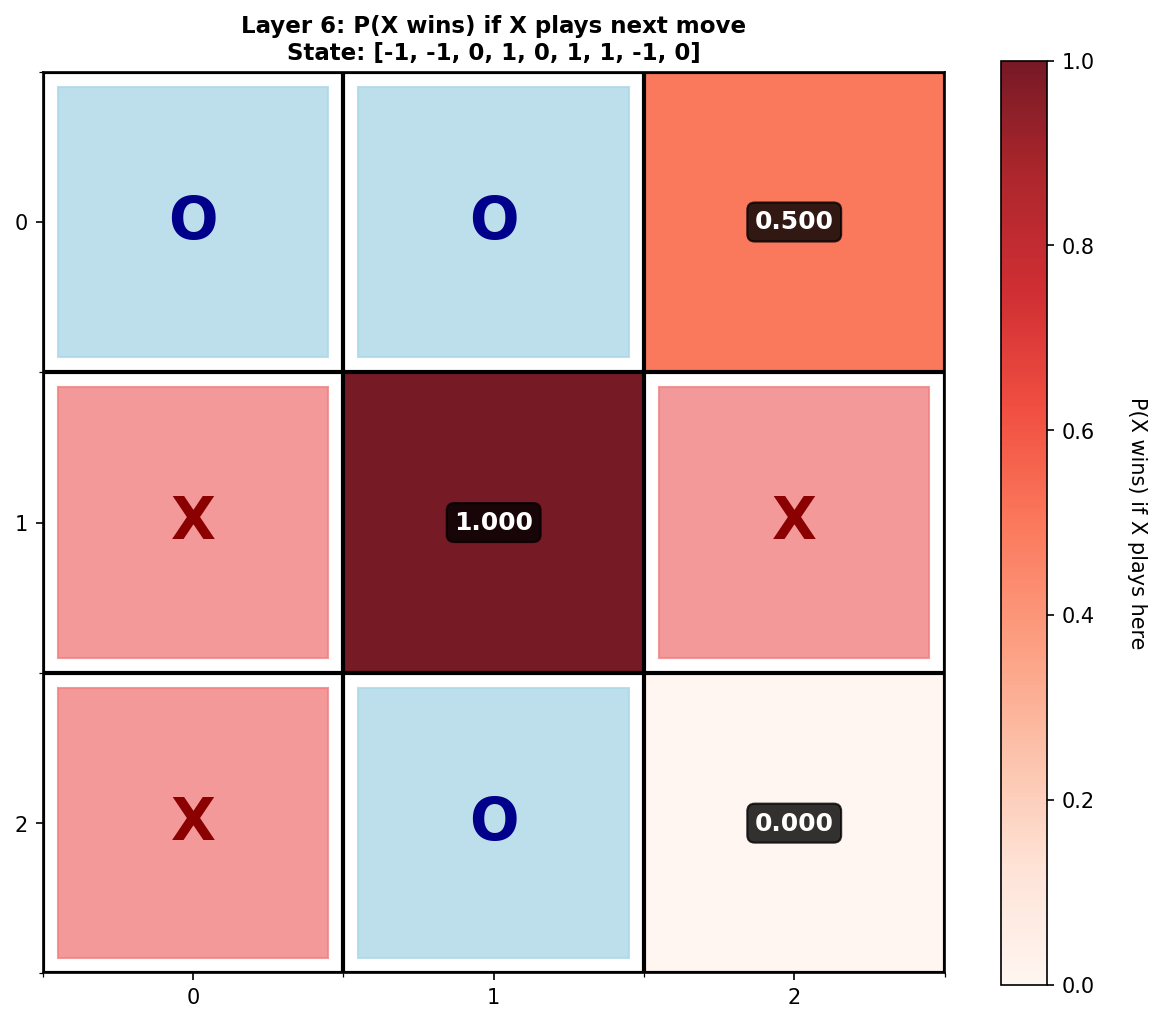 Layer 6: P(X wins) if X plays next move
State: [-1, -1, 0, 1, 0, 1, 1, -1, 0]
0
O
O
0.500
1
X
1.000
X
2
X
O
0.000
0
1
2
1.0
0.8
0.6
0.4
0.2
0.0
P(X wins) if X plays here